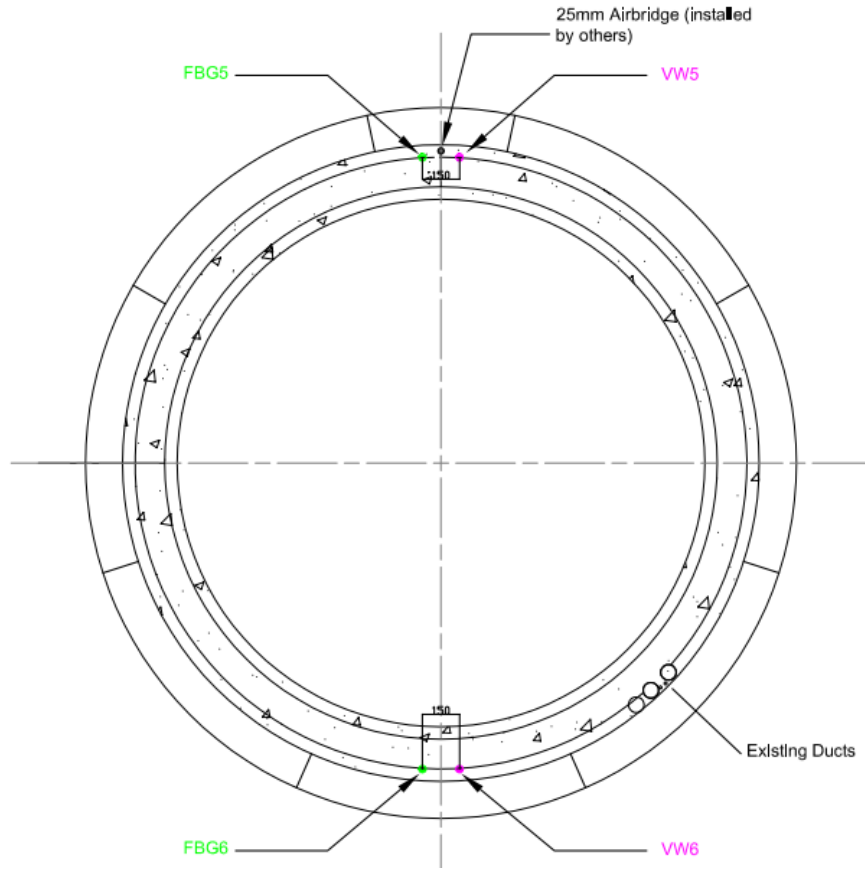 25mm Airbridge (installed
by others)
FBG5
VW5
150
150
Existing Ducts
FBG6
VW6